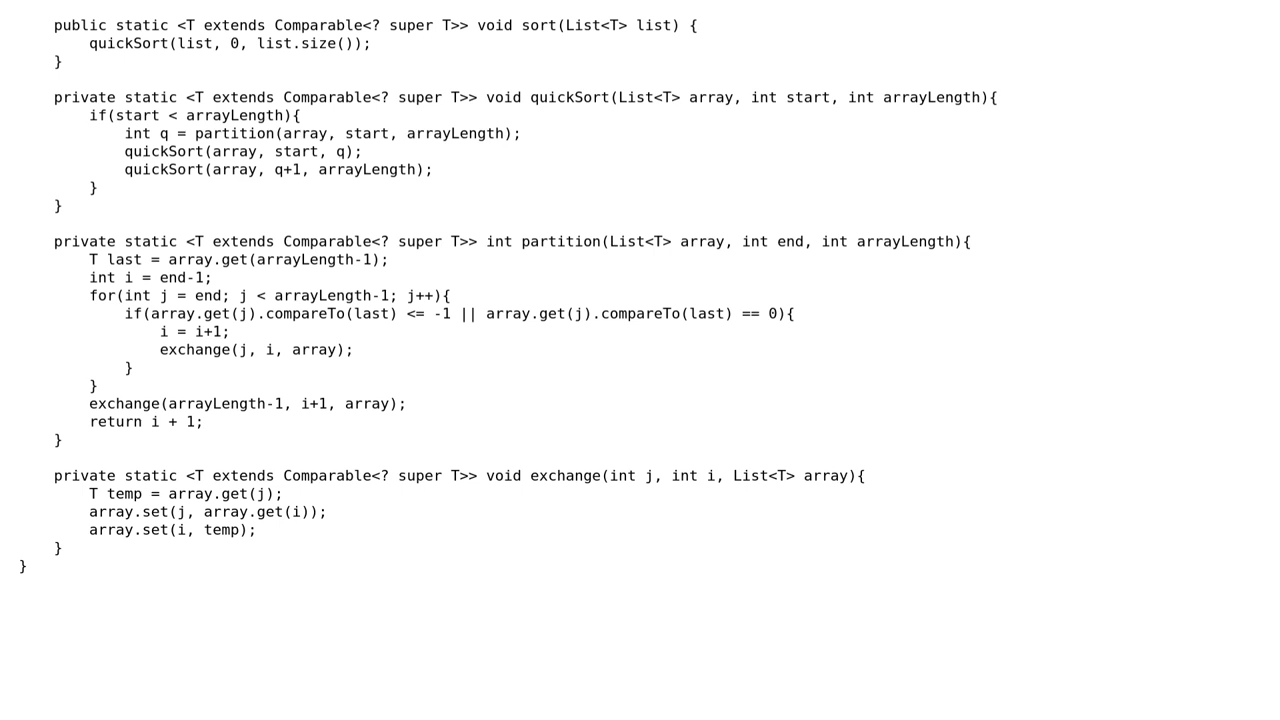 public static <T extends Comparable<? super T>> void sort(List<T> list) {
        quickSort(list, 0, list.size());
    }

    private static <T extends Comparable<? super T>> void quickSort(List<T> array, int start, int arrayLength){
        if(start < arrayLength){
            int q = partition(array, start, arrayLength);
            quickSort(array, start, q);
            quickSort(array, q+1, arrayLength);
        }
    }

    private static <T extends Comparable<? super T>> int partition(List<T> array, int end, int arrayLength){
        T last = array.get(arrayLength-1);
        int i = end-1;
        for(int j = end; j < arrayLength-1; j++){
            if(array.get(j).compareTo(last) <= -1 || array.get(j).compareTo(last) == 0){
                i = i+1;
                exchange(j, i, array);
            }
        }
        exchange(arrayLength-1, i+1, array);
        return i + 1;
    }

    private static <T extends Comparable<? super T>> void exchange(int j, int i, List<T> array){
        T temp = array.get(j);
        array.set(j, array.get(i));
        array.set(i, temp);
    }
}